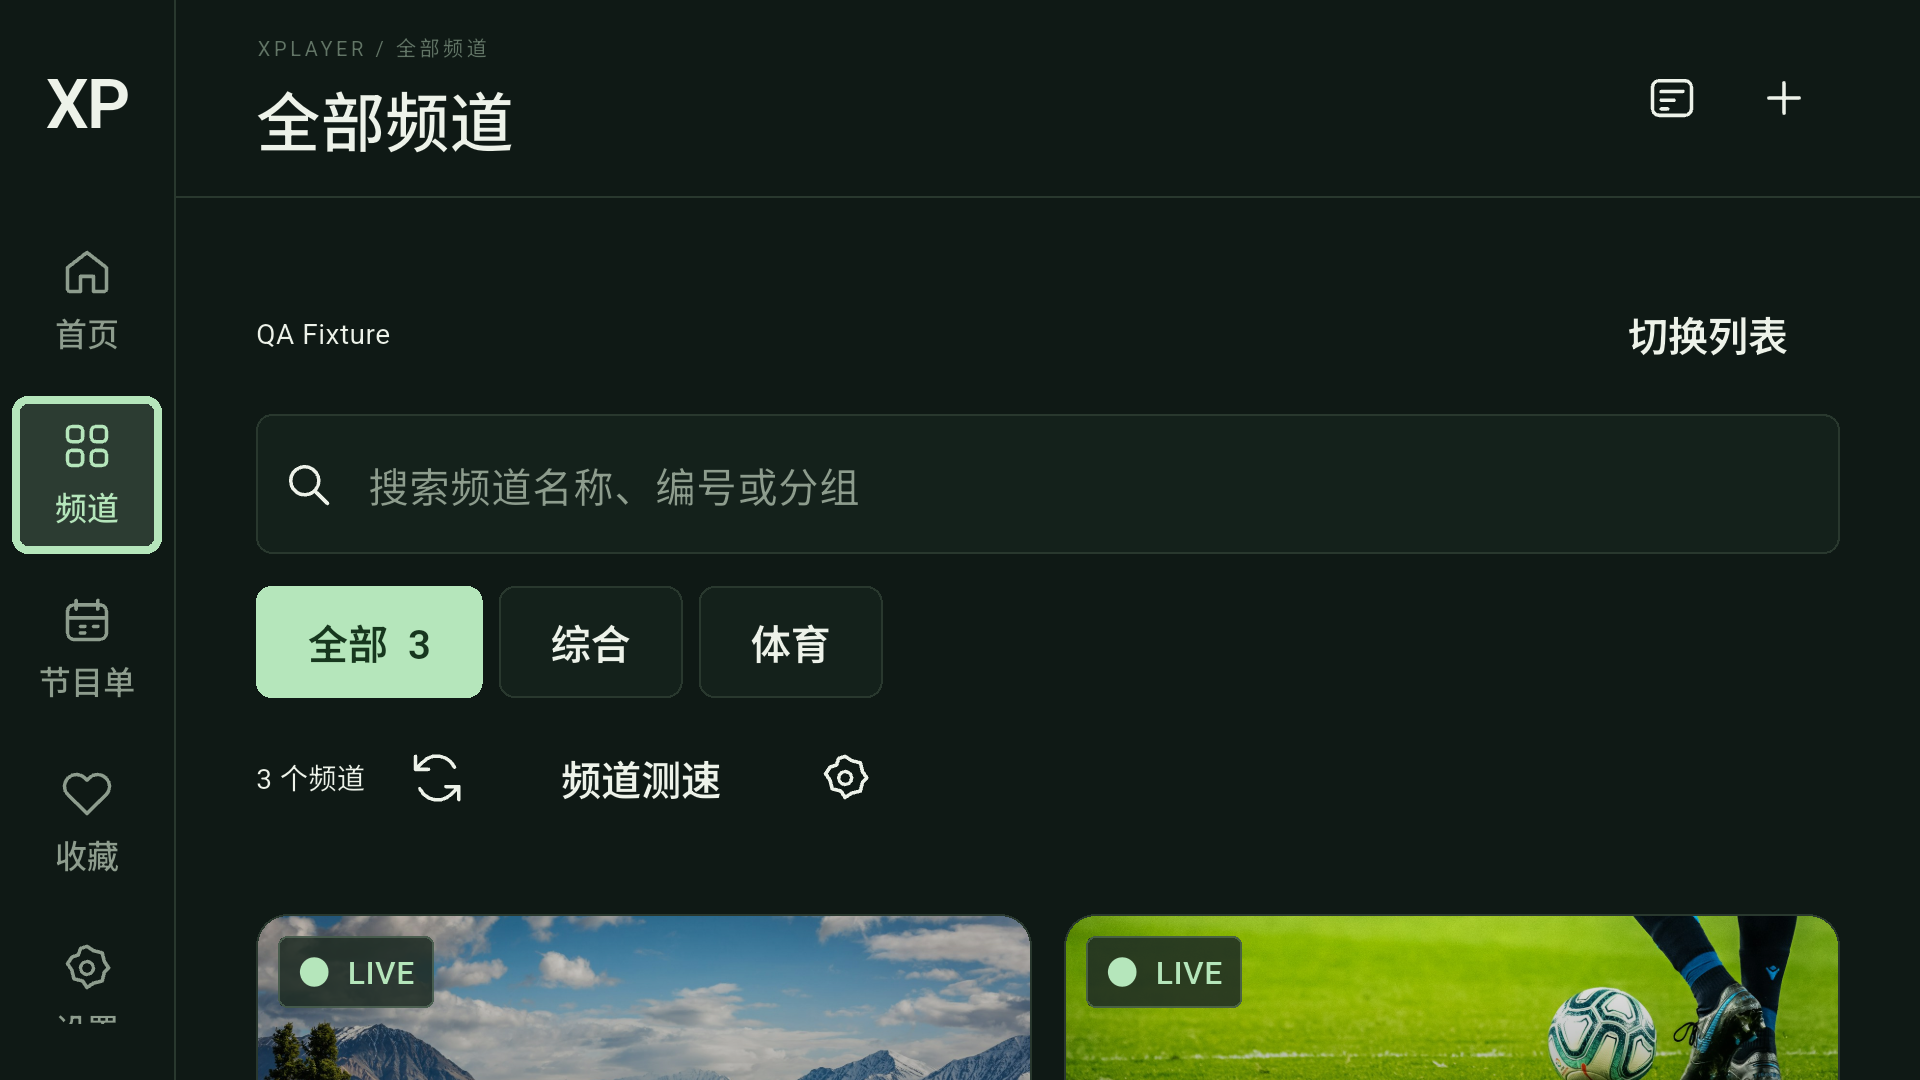 XPLAYER / 全部频道
XP
全部频道
首页
频道
节目单
收藏
设置
QA Fixture
切换列表
搜索频道名称、编号或分组
全部 3
综合
体育
3 个频道
频道测速
LIVE
LIVE